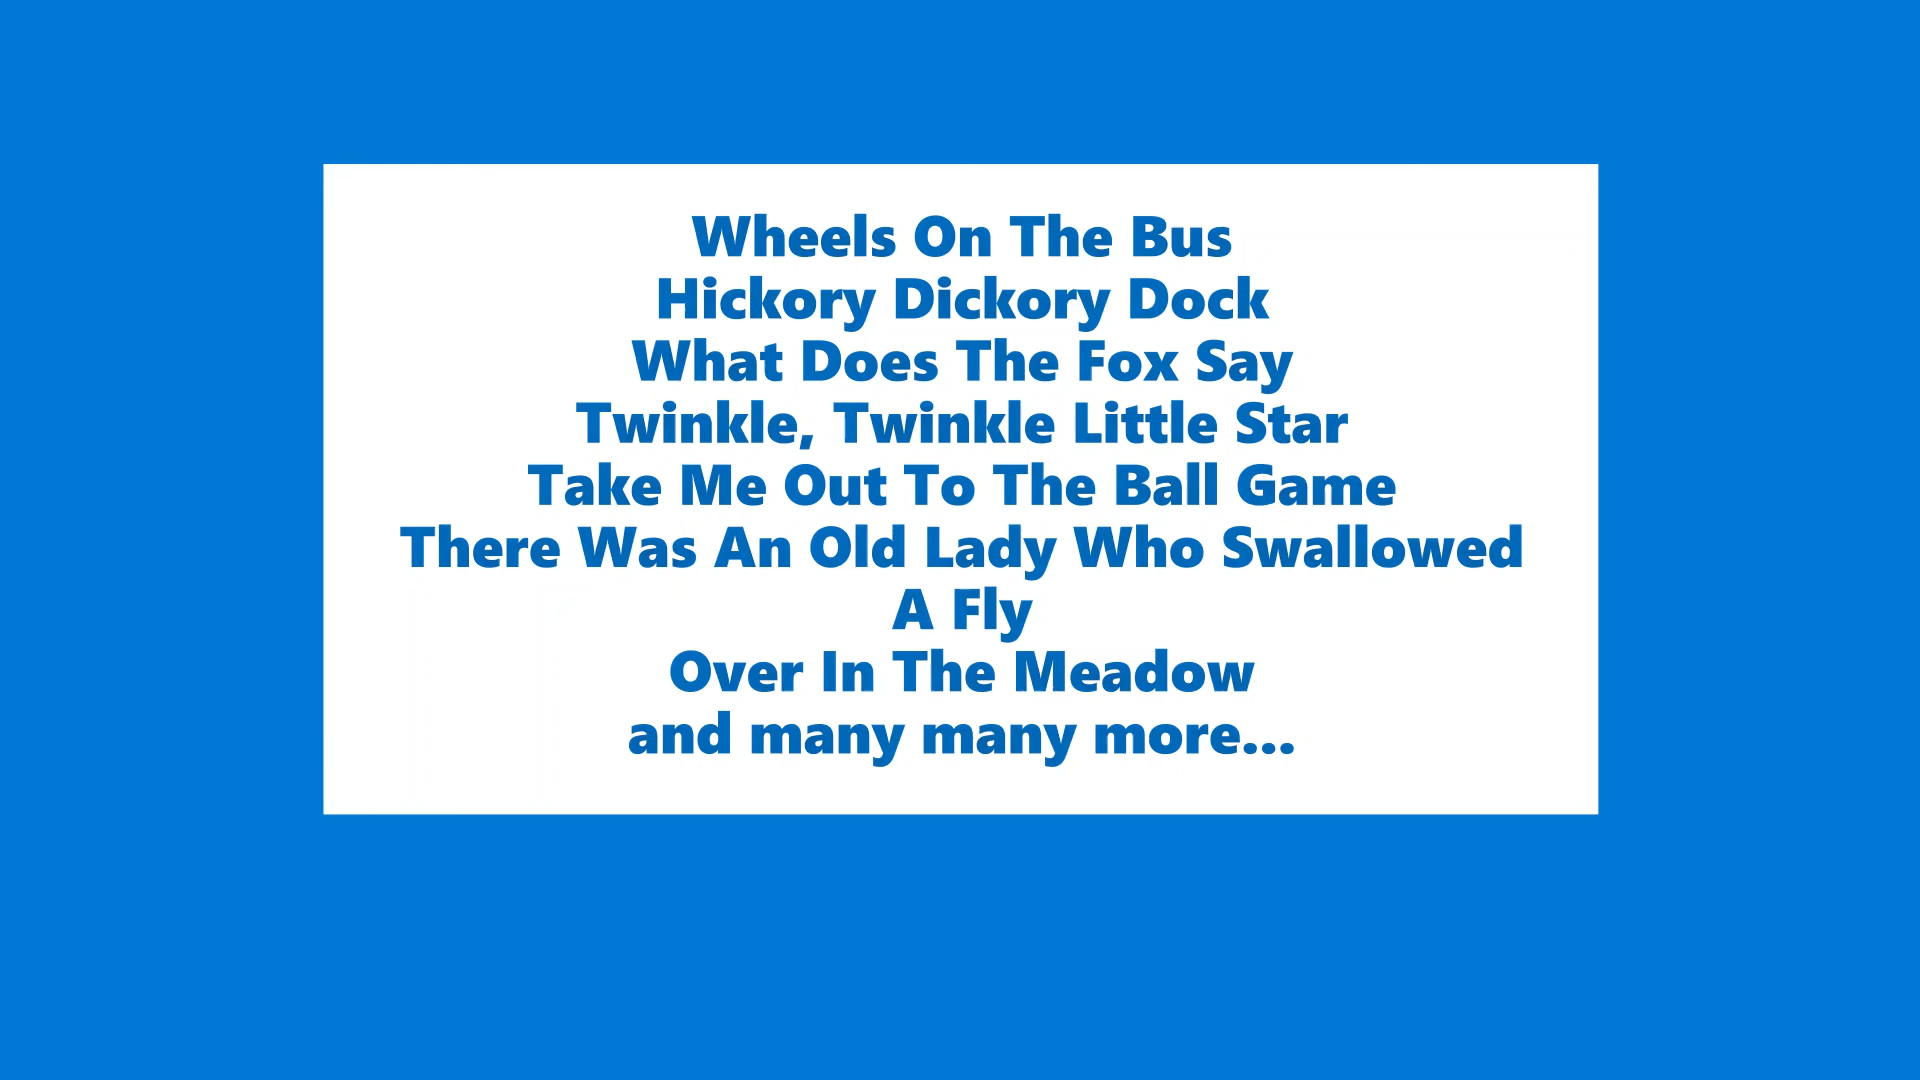 Wheels On The Bus
Hickory Dickory Dock
What Does The Fox Say
Twinkle, Twinkle Little Star
Take Me Out To The Ball Game
There Was An Old Lady Who Swallowed
A Fly
Over In The Meadow
and many many more...